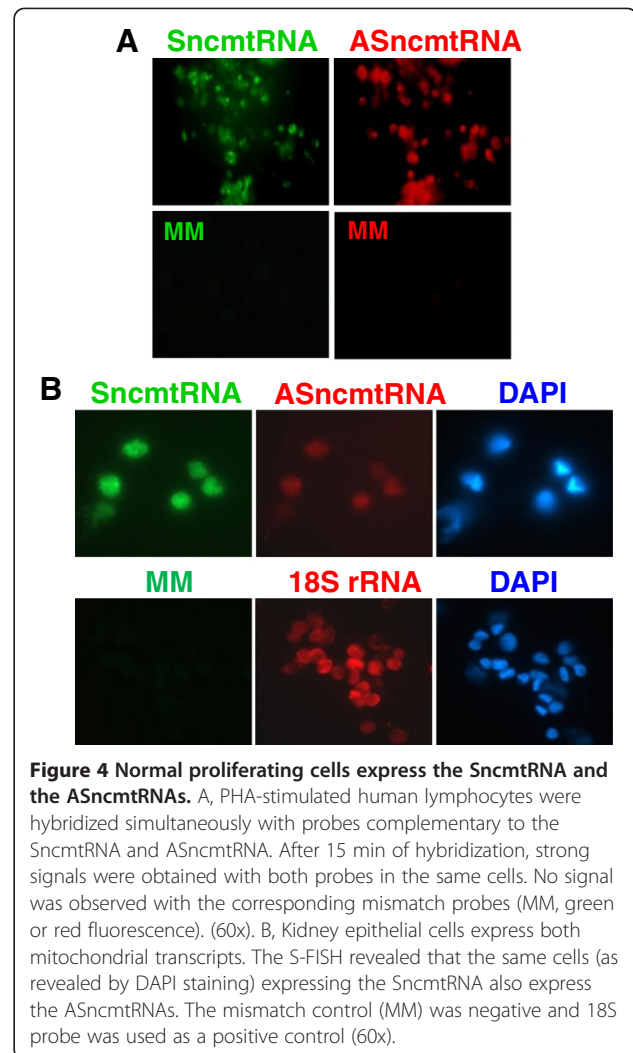 A
SncmtRNA ASncmtRNA
MM MM
B
SncmtRNA ASncmtRNA DAPI
MM 18S rRNA DAPI
Figure 4 Normal proliferating cells express the SncmtRNA and
the ASncmtRNAs. A, PHA-stimulated human lymphocytes were
hybridized simultaneously with probes complementary to the
SncmtRNA and ASncmtRNA. After 15 min of hybridization, strong
signals were obtained with both probes in the same cells. No signal
was observed with the corresponding mismatch probes (MM, green
or red fluorescence). (60x). B, Kidney epithelial cells express both
mitochondrial transcripts. The S-FISH revealed that the same cells (as
revealed by DAPI staining) expressing the SncmtRNA also express
the ASncmtRNAs. The mismatch control (MM) was negative and 18S
probe was used as a positive control (60x).